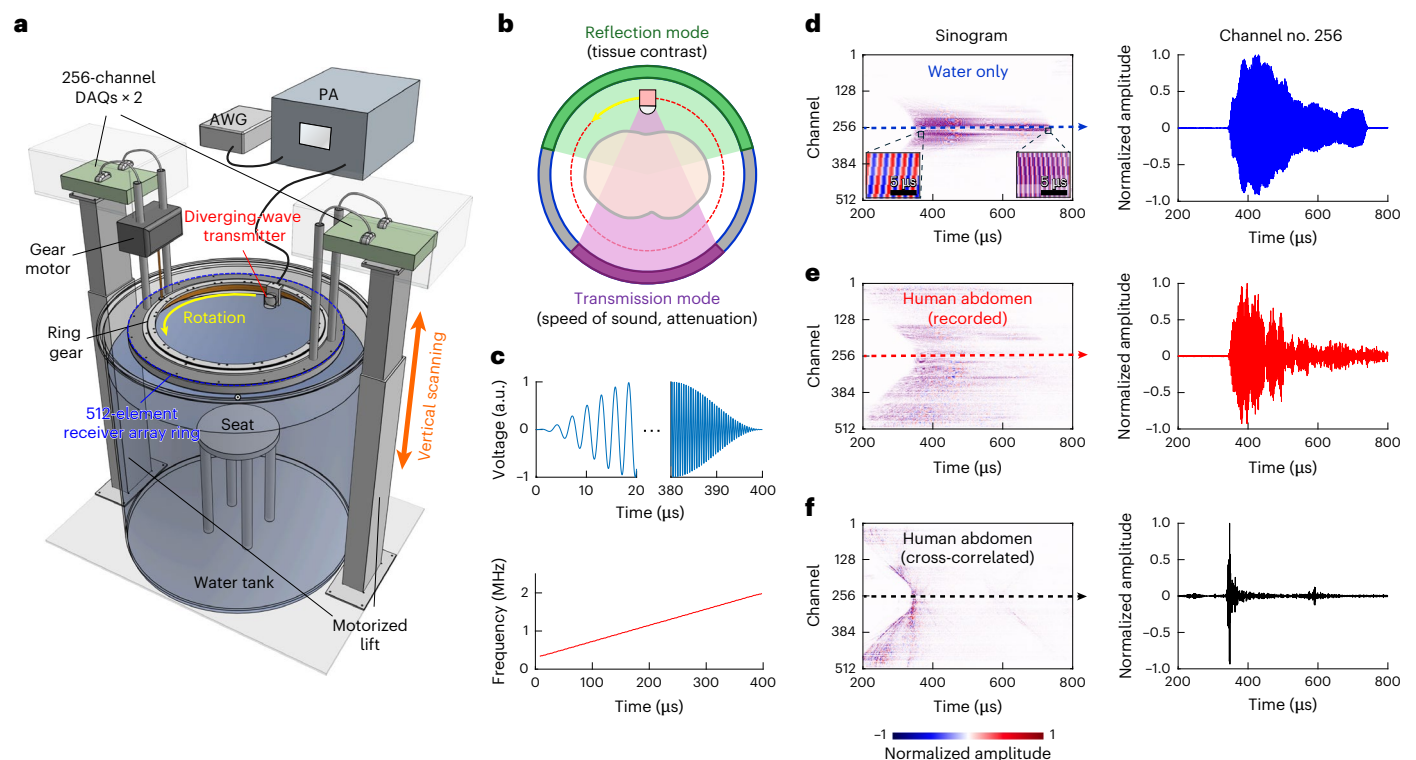 a
256-channel
DAQs × 2
AWG
PA
Diverging-wave
transmitter
Gear
motor
Rotation
Ring
gear
512-element
receiver array ring
Seat
Vertical scanning
Water tank
Motorized
lift
b
Reflection mode
(tissue contrast)
Transmission mode
(speed of sound, attenuation)
c
Voltage (a.u.)
1
0
–1
0
10
20
380
390
400
Time (µs)
Frequency (MHz)
2
1
0
0
100
200
300
400
Time (µs)
d
Sinogram
Water only
Channel
1
128
256
384
512
5 µs
5 µs
200
400
600
800
Time (µs)
Channel no. 256
Normalized amplitude
1.0
0.5
0
–0.5
–1.0
200
400
600
800
Time (µs)
e
Human abdomen
(recorded)
Channel
1
128
256
384
512
200
400
600
800
Time (µs)
Normalized amplitude
1.0
0.5
0
–0.5
–1.0
200
400
600
800
Time (µs)
f
Human abdomen
(cross-correlated)
Channel
1
128
256
384
512
200
400
600
800
Time (µs)
Normalized amplitude
1.0
0.5
0
–0.5
–1.0
200
400
600
800
Time (µs)
–1
1
Normalized amplitude